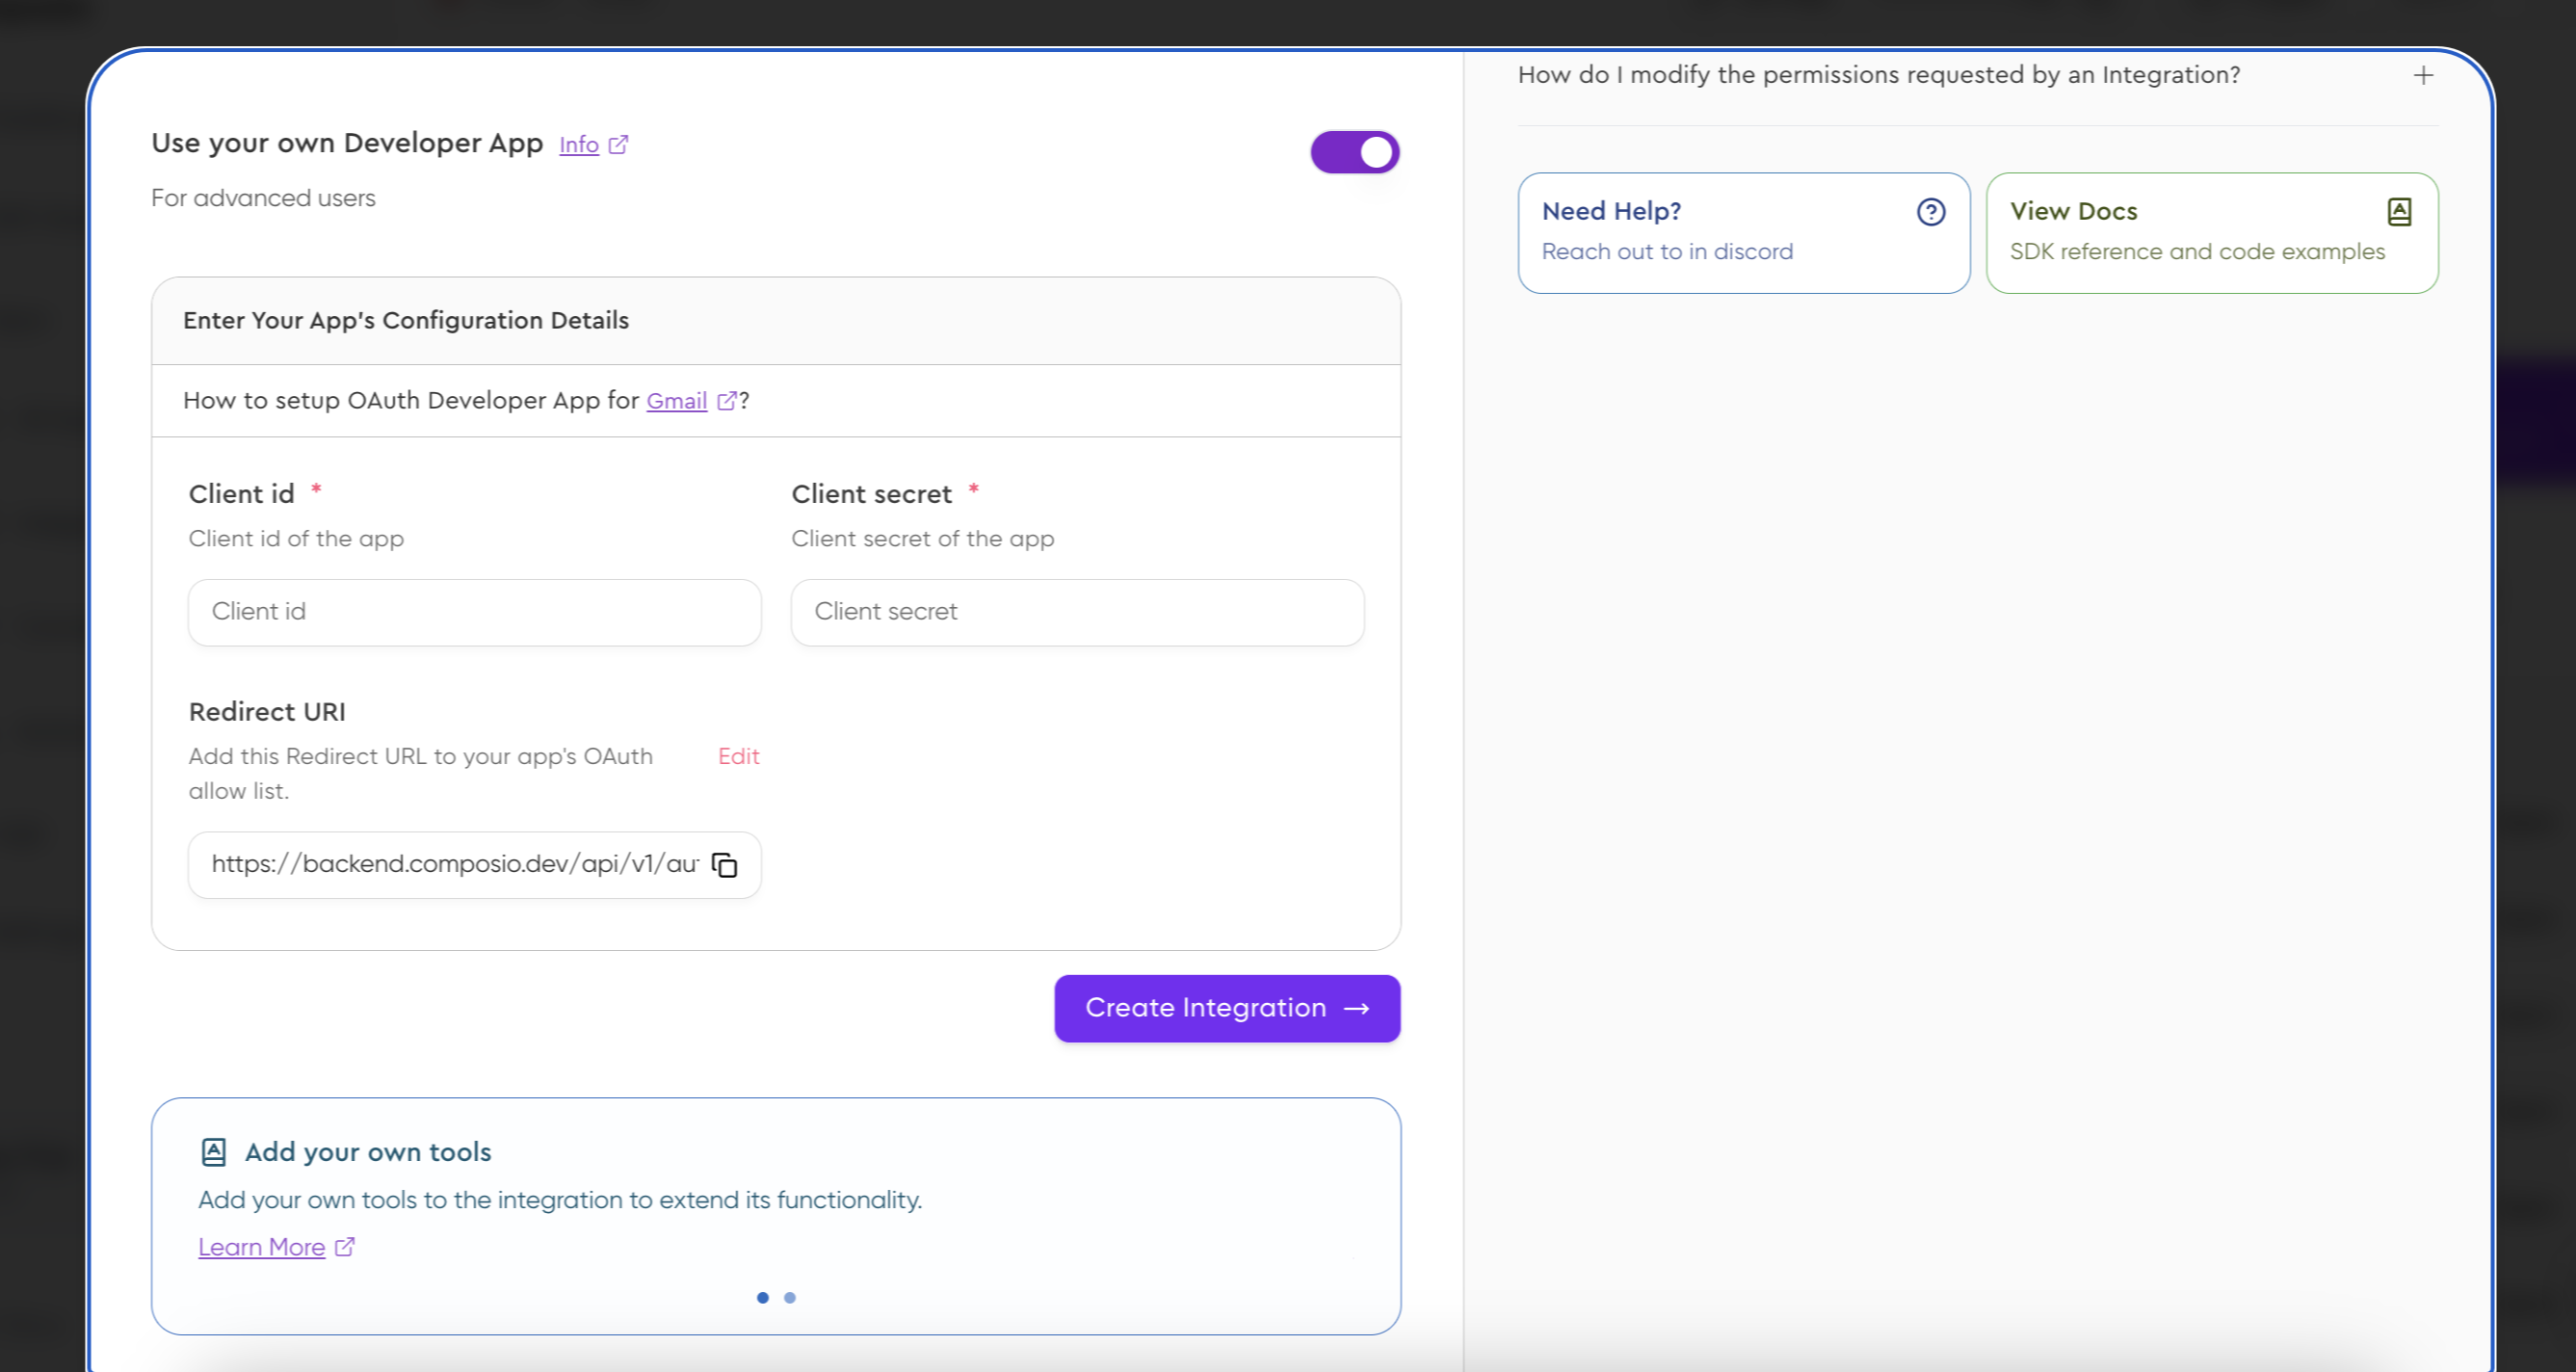 Use your own Developer App Info
For advanced users
Enter Your App's Configuration Details
How to setup OAuth Developer App for Gmail ?
Client id *
Client id of the app
Client id
Client secret *
Client secret of the app
Client secret
Redirect URI
Add this Redirect URL to your app's OAuth
allow list.
Edit
https://backend.composio.dev/api/v1/au
Create Integration →
Add your own tools
Add your own tools to the integration to extend its functionality.
Learn More
How do I modify the permissions requested by an Integration? +
Need Help?
Reach out to in discord
View Docs
SDK reference and code examples